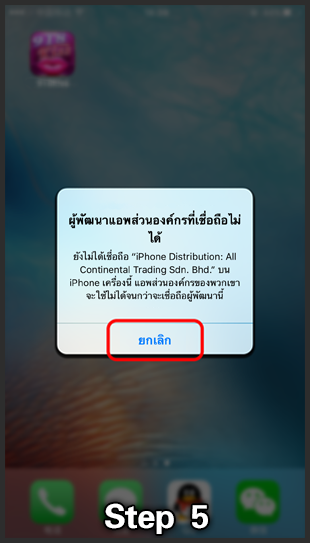 ผู้พัฒนาแอพส่วนองค์กรที่เชื่อถือไม่
ได้
ยังไม่ได้เชื่อถือ “iPhone Distribution: All
Continental Trading Sdn. Bhd.” บน
iPhone เครื่องนี้ แอพส่วนองค์กรของพวกเขา
จะใช้ไม่ได้จนกว่าจะเชื่อถือผู้พัฒนานี้
ยกเลิก
Step 5